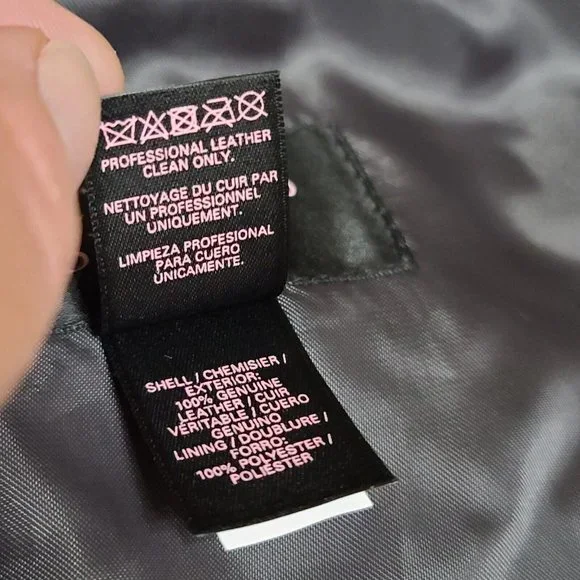 PROFESSIONAL LEATHER
CLEAN ONLY.
NETTOYAGE DU CUIR PAR
UN PROFESSIONNEL
UNIQUEMENT.
LIMPIEZA PROFESIONAL
PARA CUERO
ÚNICAMENTE.
SHELL / CHEMISIER /
EXTERIOR:
100% GENUINE
LEATHER / CUIR
VÉRITABLE / CUERO
GENUINO
LINING / DOUBLURE /
FORRO:
100% POLYESTER /
POLIÉSTER